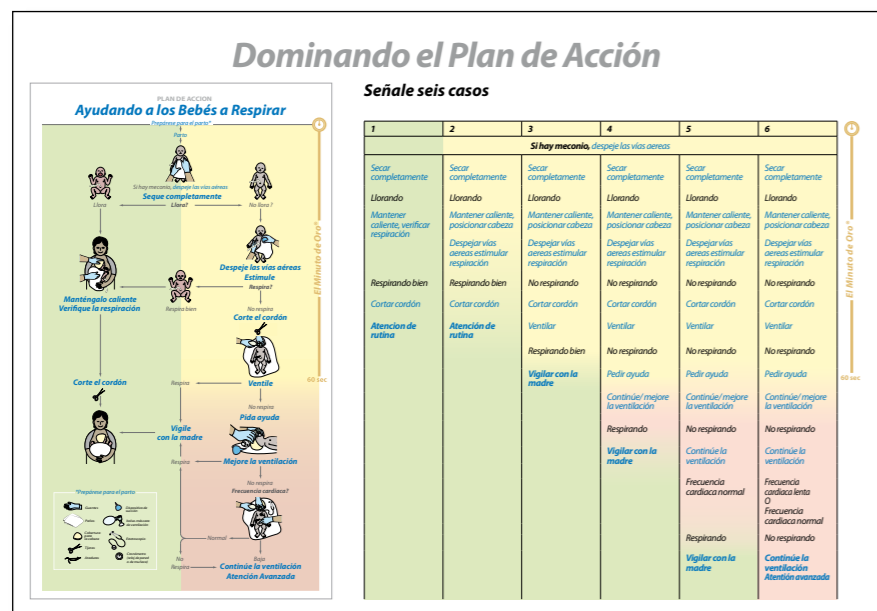 Dominando el Plan de Acción
PLAN DE ACCION
Ayudando a los Bebés a Respirar
Prepárese para el parto*
Parto
Si hay meconio, despeje las vías aéreas
Seque completamente
Llora
Llora?
No llora?
Despeje las vías aéreas
Estimule
Respira?
Manténgalo caliente
Verifique la respiración
Respira bien
No respira
Corte el cordón
Corte el cordón
Respira
Ventile
No respira
Pida ayuda
Vigile
con la madre
Respira
Mejore la ventilación
No respira
Frecuencia cardiaca?
Normal
No
Respira
Baja
Continúe la ventilación
Atención Avanzada
*Prepárese para el parto
Guantes
Paños
Tijeras
El Minuto de Oro®
60 sec
Señale seis casos
1 2 3 4 5 6
Si hay meconio, despeje las vías aereas
Secar Secar Secar Secar Secar Secar
completamente completamente completamente completamente completamente completamente
Llorando Llorando Llorando Llorando Llorando Llorando
Mantener Mantener caliente, Mantener caliente, Mantener caliente, Mantener caliente, Mantener caliente,
caliente, verificar posicionar cabeza posicionar cabeza posicionar cabeza posicionar cabeza posicionar cabeza
respiración
Despejar vías Despejar vías Despejar vías Despejar vías Despejar vías
aereas estimular aereas estimular aereas estimular aereas estimular aereas estimular
respiración respiración respiración respiración respiración
Respirando bien Respirando bien No respirando No respirando No respirando No respirando
Cortar cordón Cortar cordón Cortar cordón Cortar cordón Cortar cordón Cortar cordón
Atencion de Atención de Ventilar Ventilar Ventilar Ventilar
rutina rutina
Respirando bien No respirando No respirando No respirando
Vigilar con la Pedir ayuda Pedir ayuda Pedir ayuda
madre
Continúe/ mejore Continúe/ mejore Continúe/ mejore
la ventilación la ventilación la ventilación
Respirando No respirando No respirando
Vigilar con la Continúe la Continúe la
madre ventilación ventilación
Frecuencia Frecuencia
cardiaca normal cardiaca lenta
O
Frecuencia
cardiaca normal
Respirando No respirando
Vigilar con la Continúe la
madre ventilación
Atentión avanzada
El Minuto de Oro®
60 sec